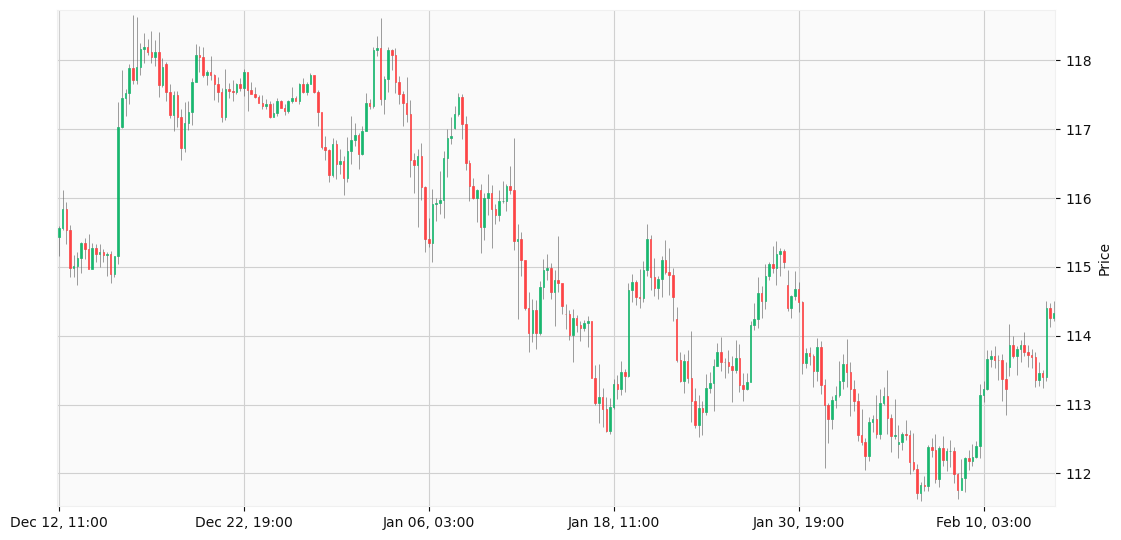 118
117
116
115
114
113
112
Price
Dec 12, 11:00
Dec 22, 19:00
Jan 06, 03:00
Jan 18, 11:00
Jan 30, 19:00
Feb 10, 03:00